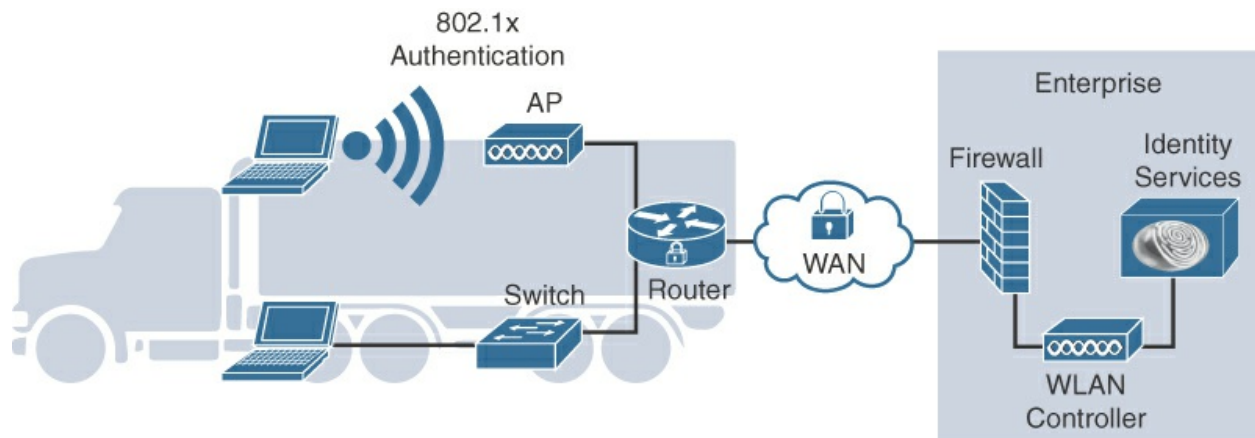 802.1x
Authentication
AP
Enterprise
Firewall
Identity
Services
WAN
Switch
Router
WLAN
Controller